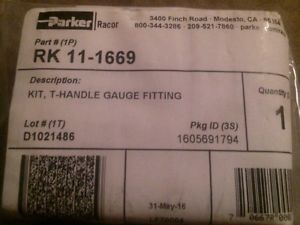 Parker Racor
3400 Finch Road · Modesto, CA
800-344-3286 · 209-521-7860
Part # (1P)
RK 11-1669
Description:
KIT, T-HANDLE GAUGE FITTING
Quantity
1
Lot # (1T)
D1021486
Pkg ID (3S)
1605691794
31-May-16